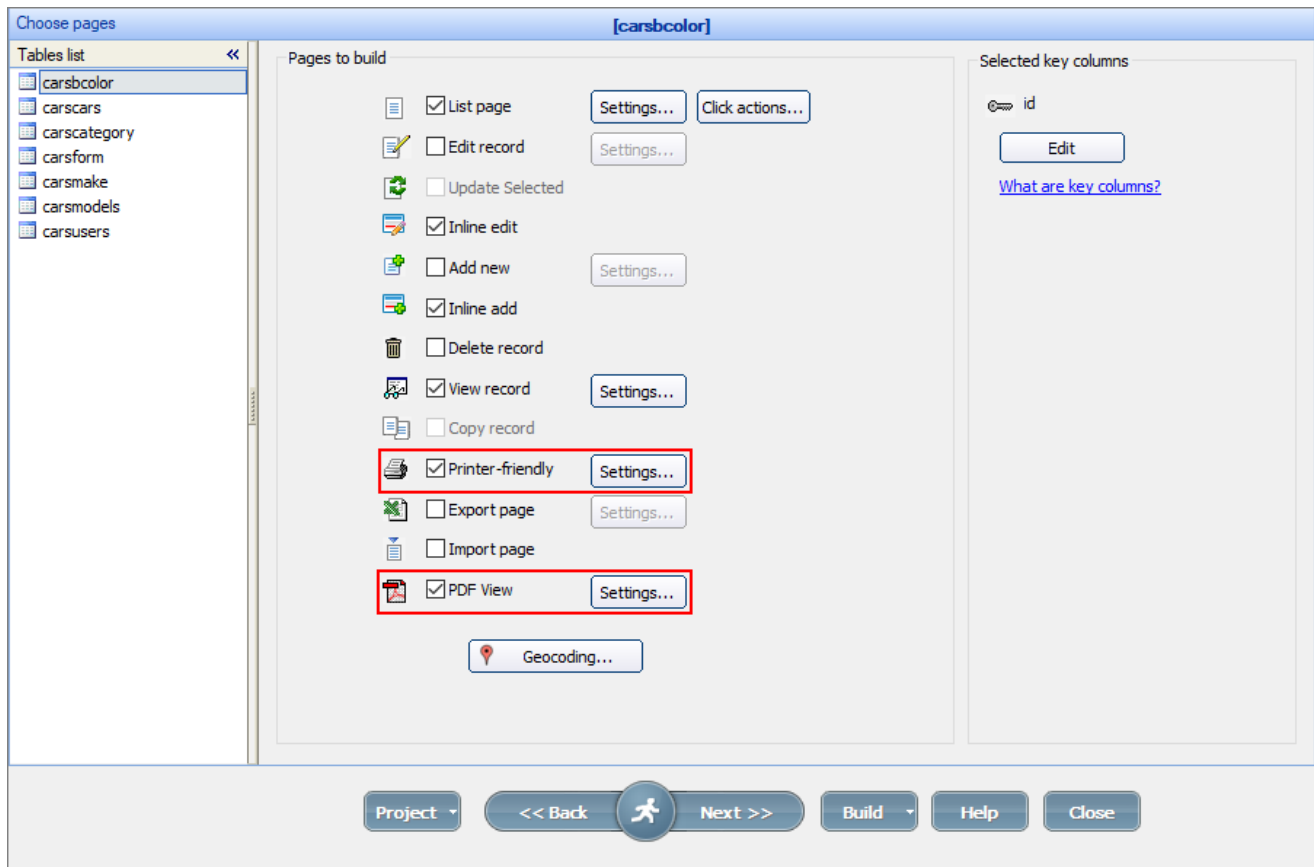 Choose pages
[carsbcolor]
Tables list «
carsbcolor
carscars
carscategory
carsform
carsmake
carsmodels
carsusers
Pages to build
List page Settings... Click actions...
Edit record Settings...
Update Selected
Inline edit
Add new Settings...
Inline add
Delete record
View record Settings...
Copy record
Printer-friendly Settings...
Export page Settings...
Import page
PDF View Settings...
Geocoding...
Selected key columns
id
Edit
What are key columns?
Project << Back Next >> Build Help Close